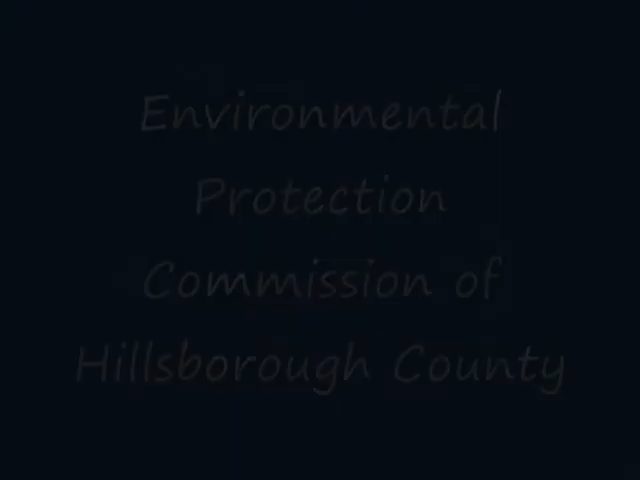 Environmental
Protection
Commission of
Hillsborough County